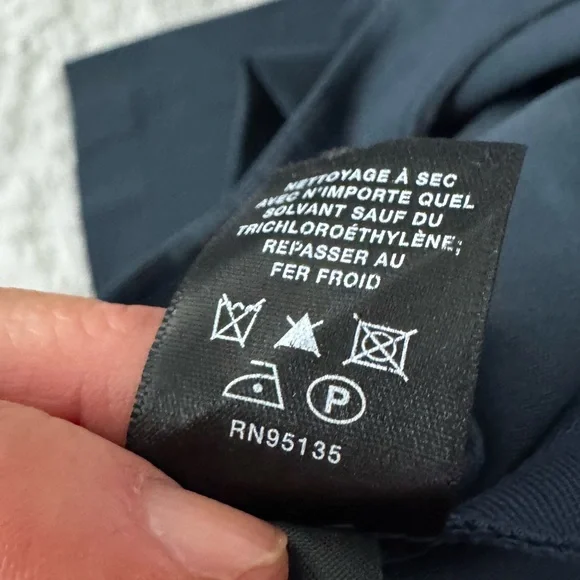 NETTOYAGE À SEC
AVEC N'IMPORTE QUEL
SOLVANT SAUF DU
TRICHLOROÉTHYLÈNE;
REPASSER AU
FER FROID
P
RN95135